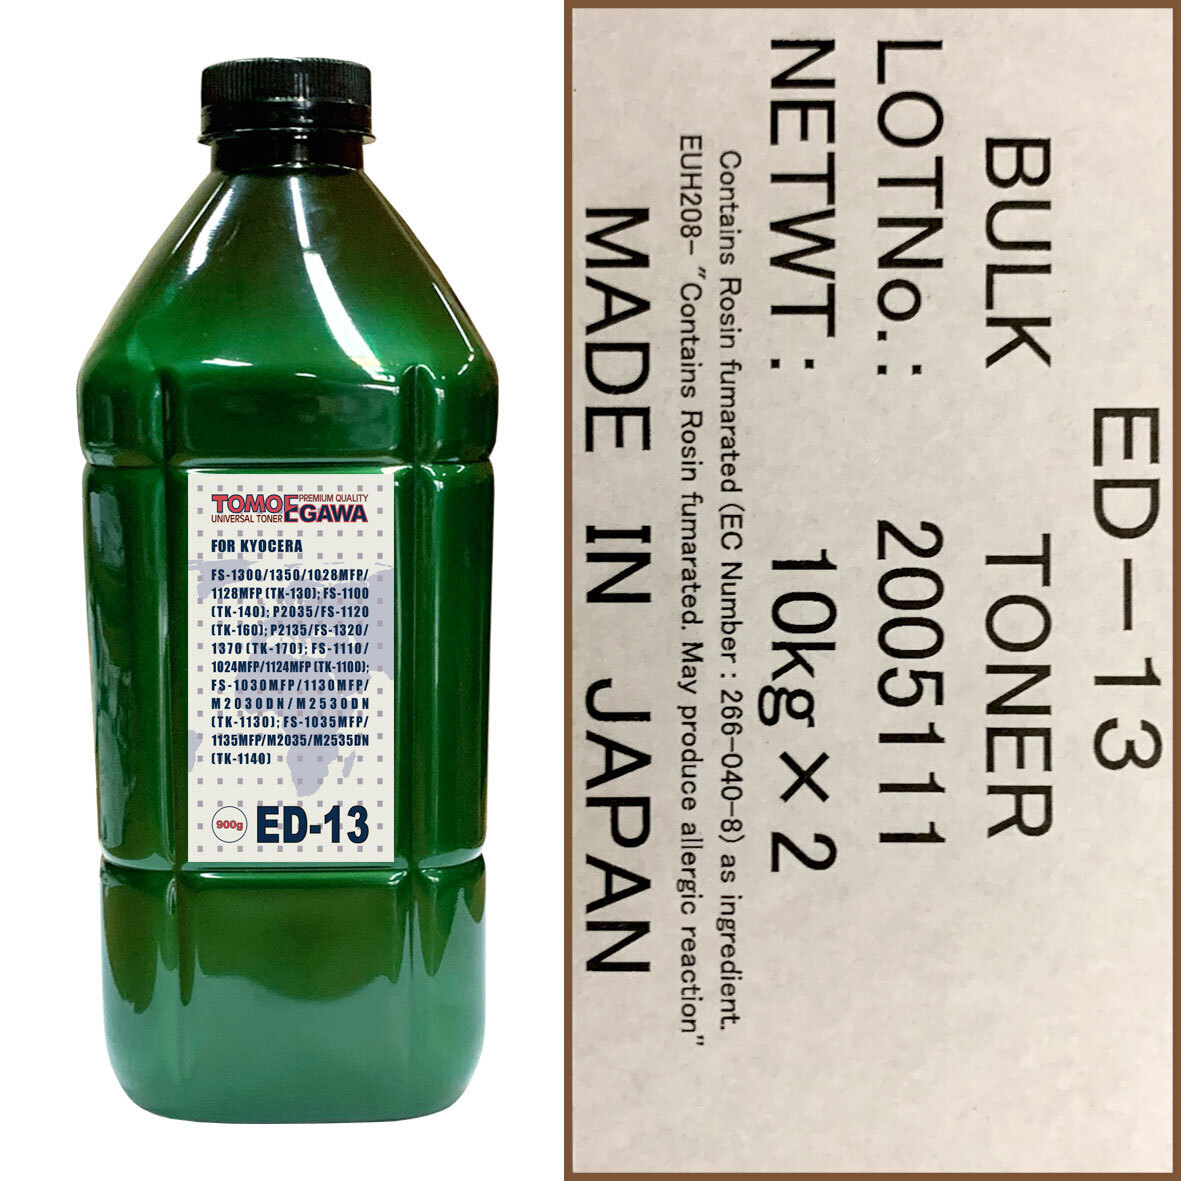 TOMOEGAWA
PREMIUM QUALITY
UNIVERSAL TONER
FOR KYOCERA
FS-1300/1350/1028MFP/
1128MFP (TK-130); FS-1100
(TK-140); P2035/FS-1120
(TK-160); P2135/FS-1320/
1370 (TK-170); FS-1110/
1024MFP/1124MFP (TK-1100);
FS-1030MFP/1130MFP/
M2030DN/M2530DN
(TK-1130); FS-1035MFP/
1135MFP/M2035/M2535DN
(TK-1140)
900g ED-13
ED-13
BULK TONER
LOTNo.: 2005111
NETWT: 10kg×2
Contains Rosin fumarated (EC Number : 266-040-8) as ingredient.
EUH208- "Contains Rosin fumarated. May produce allergic reaction"
MADE IN JAPAN